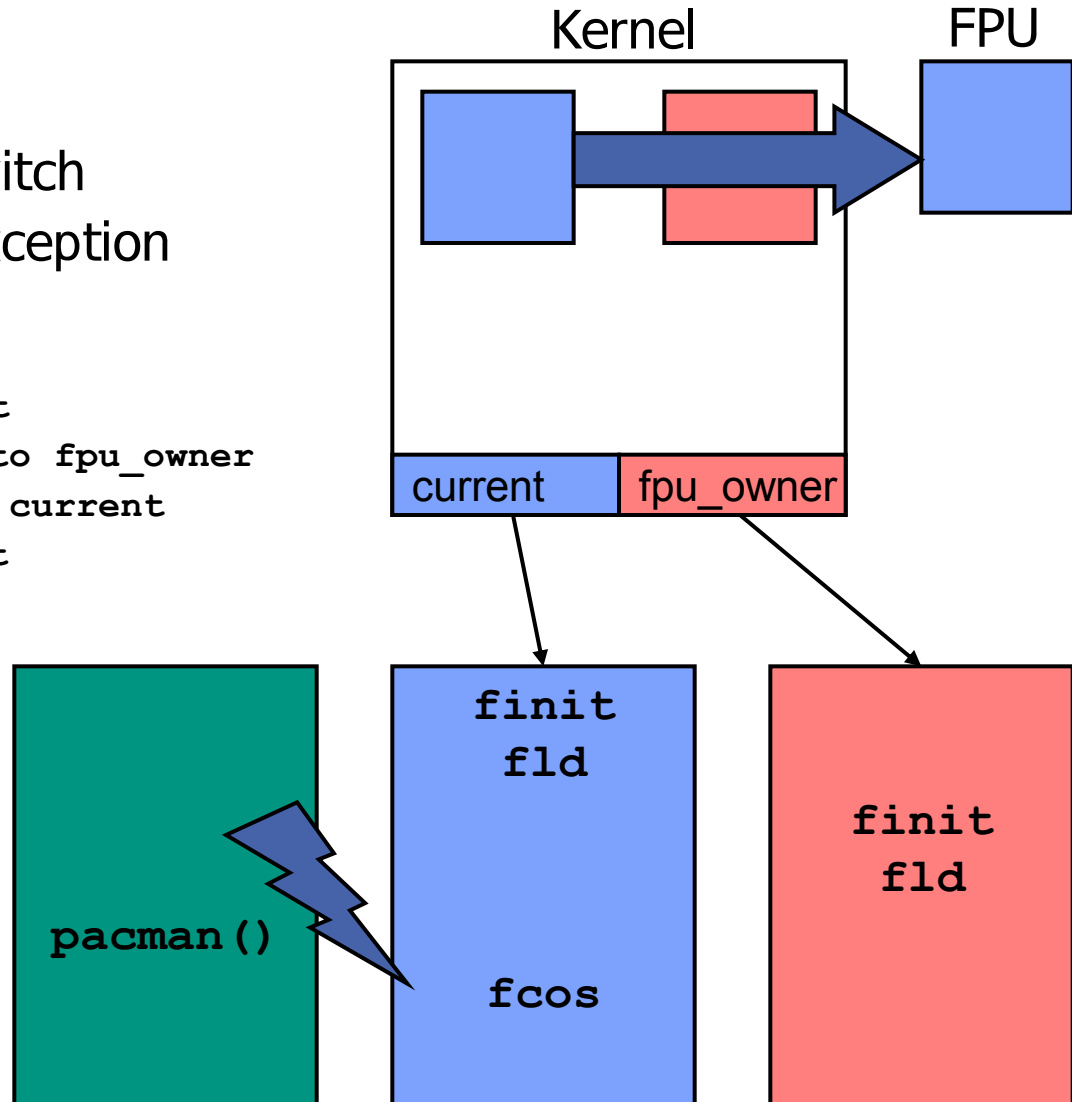 Kernel
FPU
itch
ception
t
to fpu_owner
current
t
current
fpu_owner
finit
fld
finit
fld
pacman()
fcos